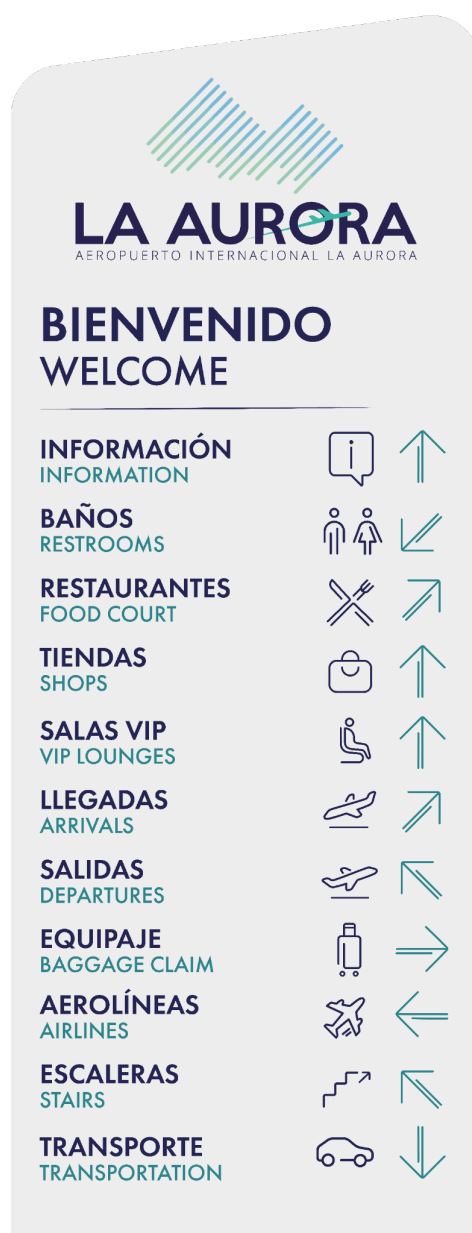 LA AURORA
AEROPUERTO INTERNACIONAL LA AURORA
BIENVENIDO
WELCOME
INFORMACIÓN
INFORMATION
BAÑOS
RESTROOMS
RESTAURANTES
FOOD COURT
TIENDAS
SHOPS
SALAS VIP
VIP LOUNGES
LLEGADAS
ARRIVALS
SALIDAS
DEPARTURES
EQUIPAJE
BAGGAGE CLAIM
AEROLÍNEAS
AIRLINES
ESCALERAS
STAIRS
TRANSPORTE
TRANSPORTATION